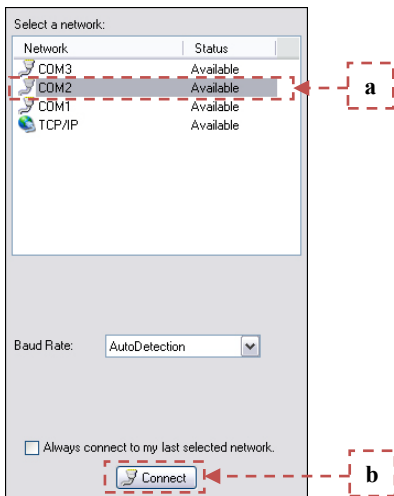 Select a network:
Network Status
COM3 Available
COM2 Available
COM1 Available
TCP/IP Available
a
Baud Rate: AutoDetection
Always connect to my last selected network.
Connect
b